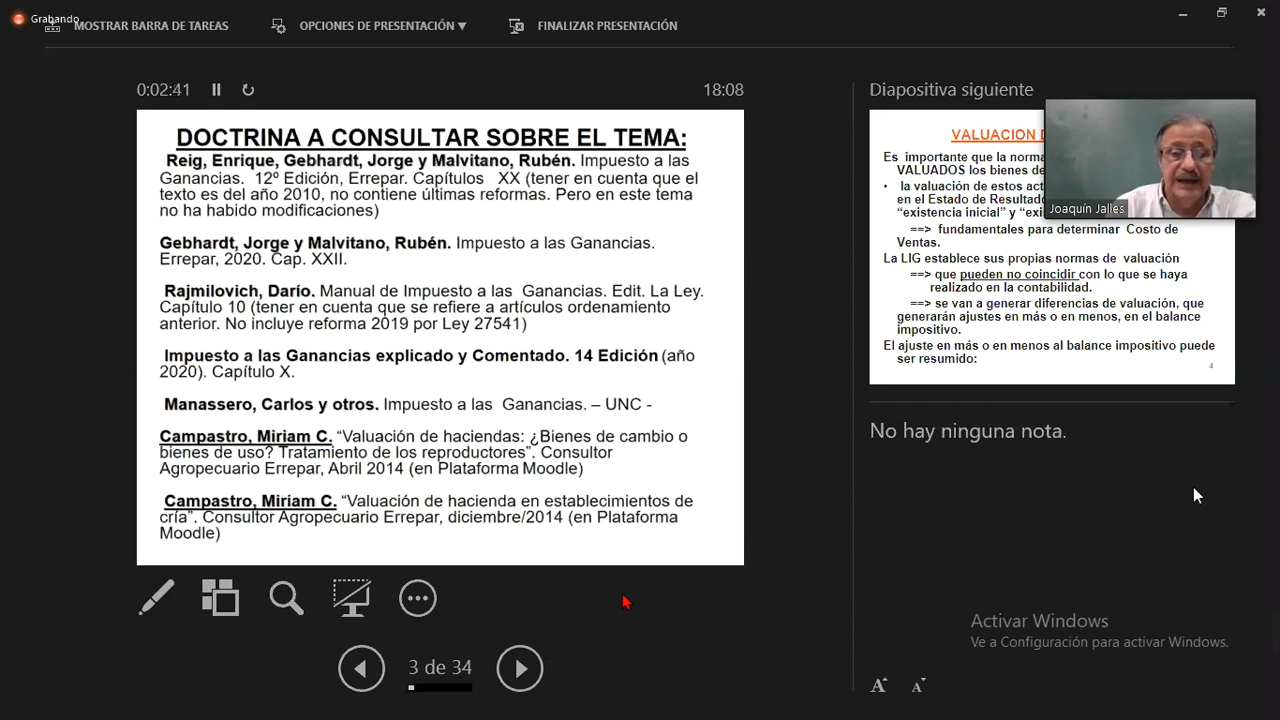 Grabando
MOSTRAR BARRA DE TAREAS
OPCIONES DE PRESENTACIÓN ▼
FINALIZAR PRESENTACIÓN
0:02:41
18:08
DOCTRINA A CONSULTAR SOBRE EL TEMA:
Reig, Enrique, Gebhardt, Jorge y Malvitano, Rubén. Impuesto a las
Ganancias. 12º Edición, Errepar. Capítulos XX (tener en cuenta que el
texto es del año 2010, no contiene últimas reformas. Pero en este tema
no ha habido modificaciones)
Gebhardt, Jorge y Malvitano, Rubén. Impuesto a las Ganancias.
Errepar, 2020. Cap. XXII.
Rajmilovich, Darío. Manual de Impuesto a las Ganancias. Edit. La Ley.
Capítulo 10 (tener en cuenta que se refiere a artículos ordenamiento
anterior. No incluye reforma 2019 por Ley 27541)
Impuesto a las Ganancias explicado y Comentado. 14 Edición (año
2020). Capítulo X.
Manassero, Carlos y otros. Impuesto a las Ganancias. – UNC -
Campastro, Miriam C. “Valuación de haciendas: ¿Bienes de cambio o
bienes de uso? Tratamiento de los reproductores”. Consultor
Agropecuario Errepar, Abril 2014 (en Plataforma Moodle)
Campastro, Miriam C. “Valuación de hacienda en establecimientos de
cría”. Consultor Agropecuario Errepar, diciembre/2014 (en Plataforma
Moodle)
3 de 34
Diapositiva siguiente
VALUACION
Es importante que la norma
VALUADOS los bienes de
• la valuación de estos
en el Estado de
“existencia inicial” y
==> fundamentales para determinar Costo de
Ventas.
La LIG establece sus propias normas de valuación
==> que pueden no coincidir con lo que se haya
realizado en la contabilidad.
==> se van a generar diferencias de valuación, que
generarán ajustes en más o en menos, en el balance
impositivo.
El ajuste en más o en menos al balance impositivo puede
ser resumido:
4
Joaquín Jalles
No hay ninguna nota.
Activar Windows
Ve a Configuración para activar Windows.
A A